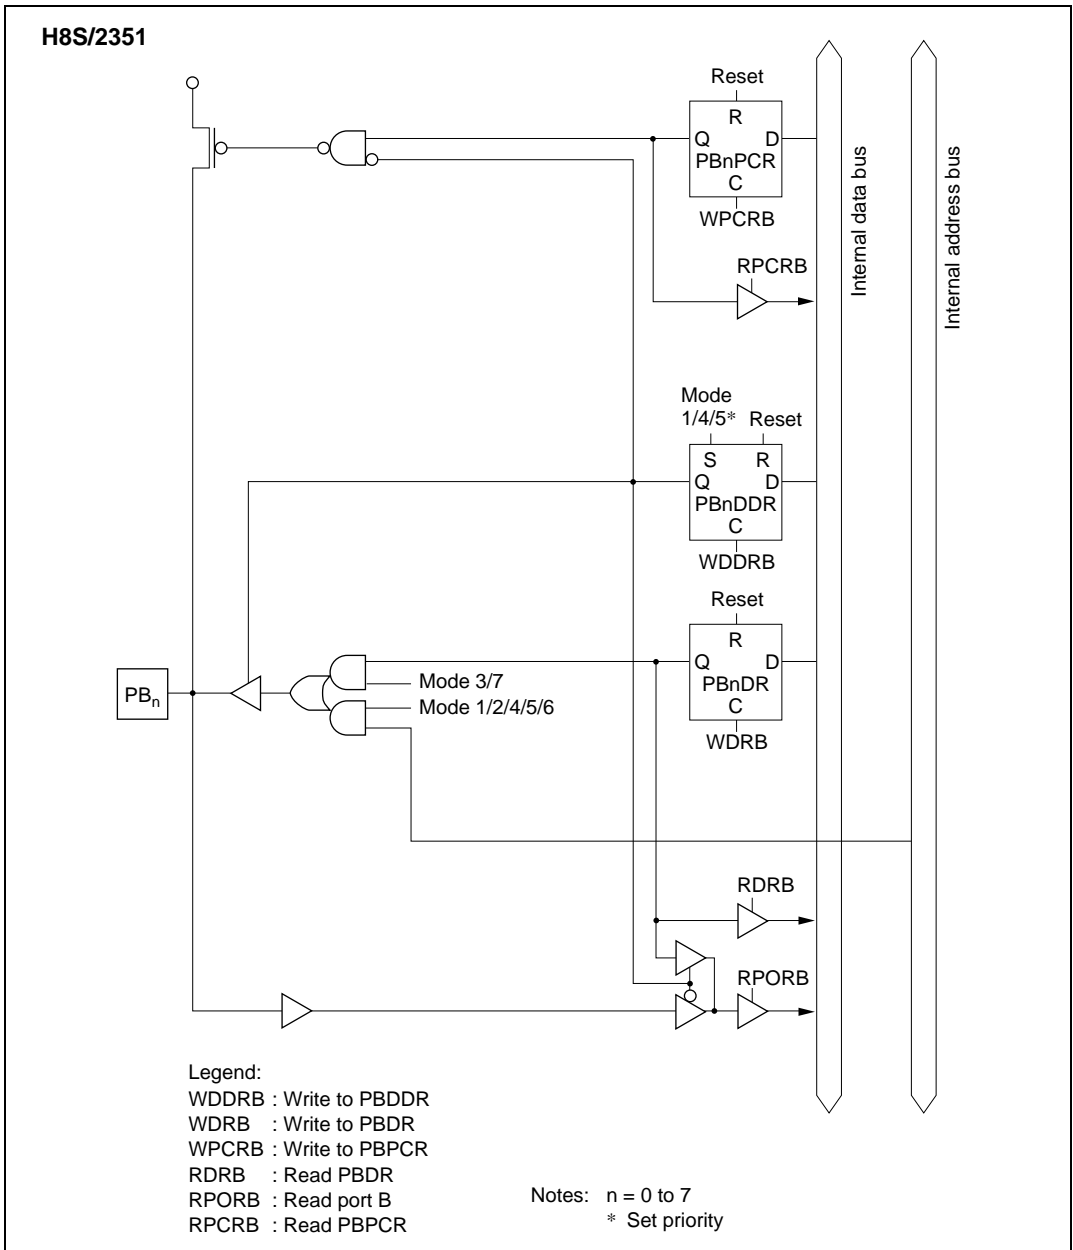 H8S/2351
Reset
R
Q D
PBnPCR
C
WPCRB
RPCRB
Internal data bus
Internal address bus
Mode
1/4/5* Reset
S R
Q D
PBnDDR
C
WDDRB
Reset
R
Q D
PBnDR
C
WDRB
PBn
Mode 3/7
Mode 1/2/4/5/6
RDRB
RPORB
Legend:
WDDRB : Write to PBDDR
WDRB : Write to PBDR
WPCRB : Write to PBPCR
RDRB : Read PBDR
RPORB : Read port B
RPCRB : Read PBPCR
Notes: n = 0 to 7
* Set priority